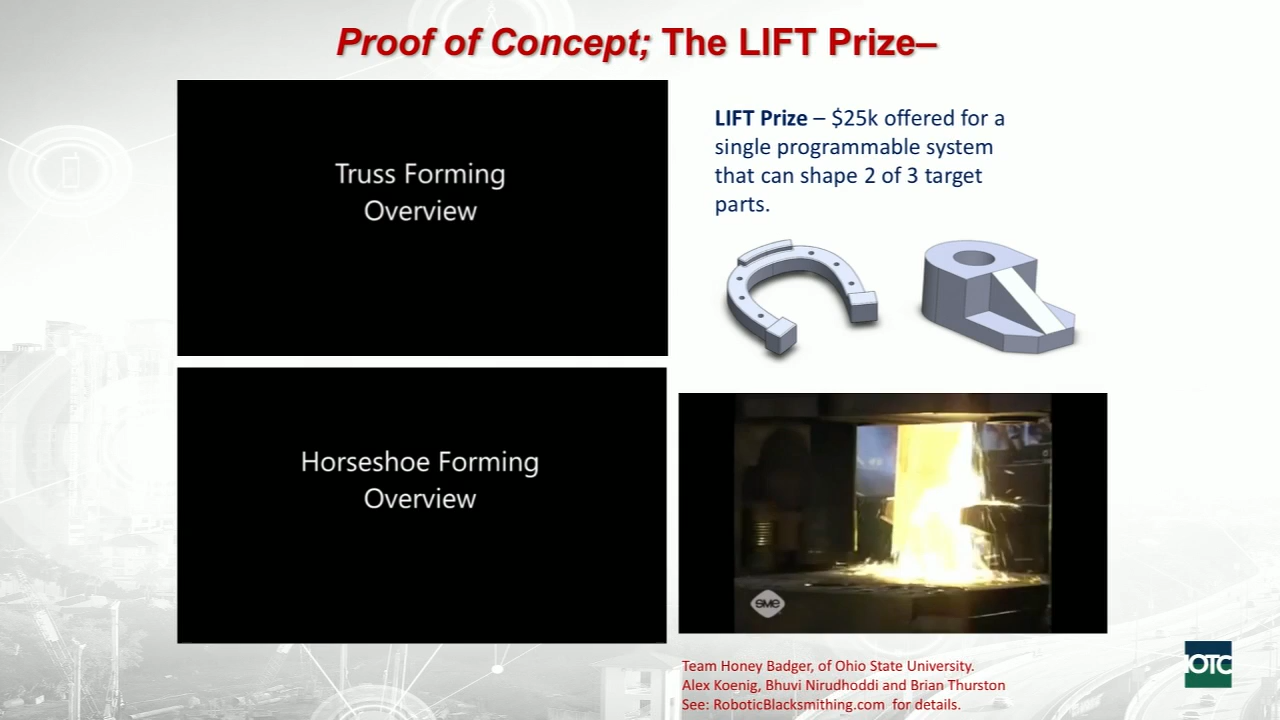 Proof of Concept; The LIFT Prize–
Truss Forming
Overview
LIFT Prize – $25k offered for a
single programmable system
that can shape 2 of 3 target
parts.
Horseshoe Forming
Overview
sme
Team Honey Badger, of Ohio State University.
Alex Koenig, Bhuvi Nirudhoddi and Brian Thurston
See: RoboticBlacksmithing.com for details.
IOTC